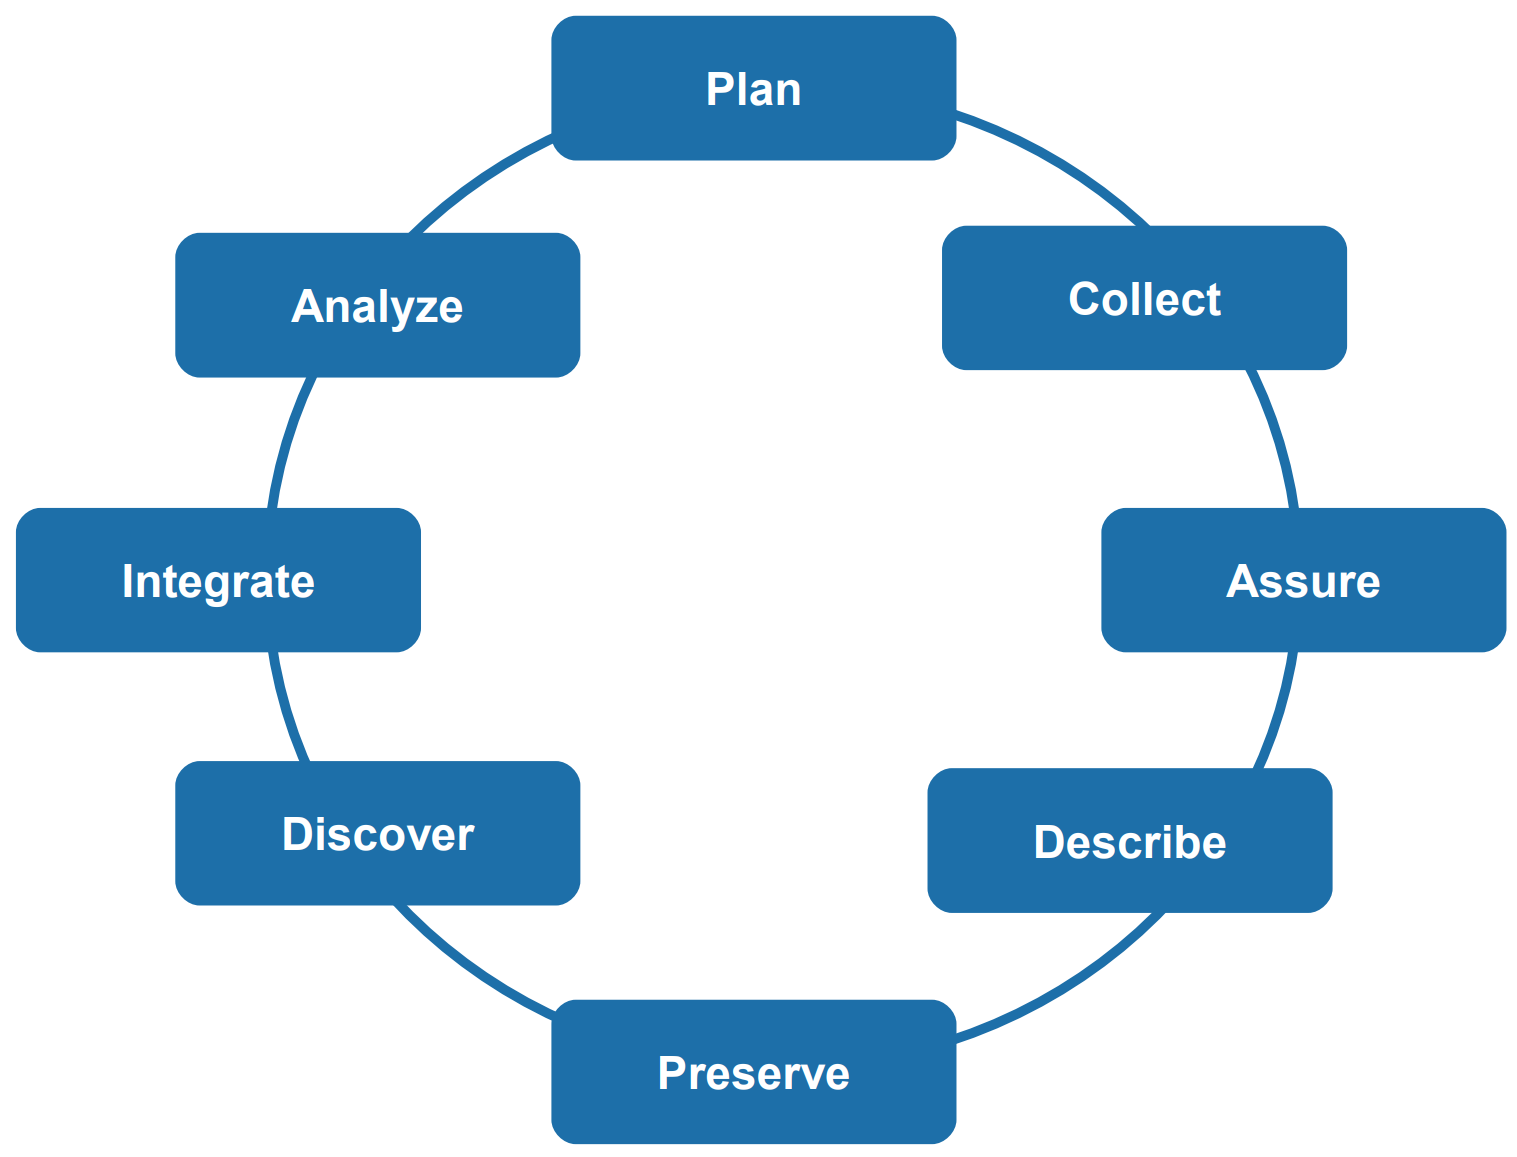 Plan
Collect
Assure
Describe
Preserve
Discover
Integrate
Analyze